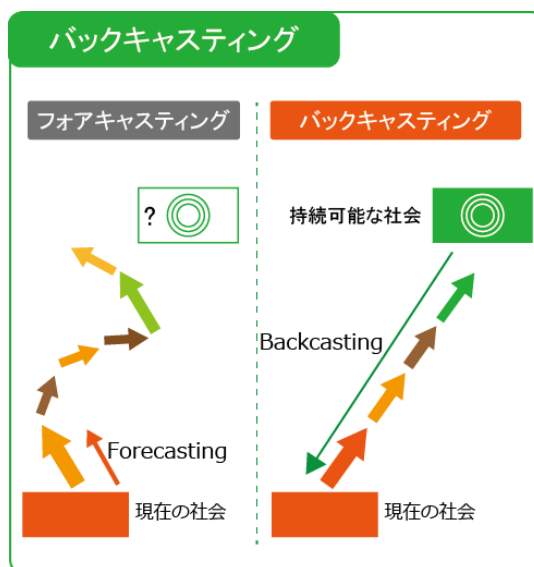 バックキャスティング
フォアキャスティング
?
Forecasting
現在の社会
バックキャスティング
持続可能な社会
Backcasting
現在の社会